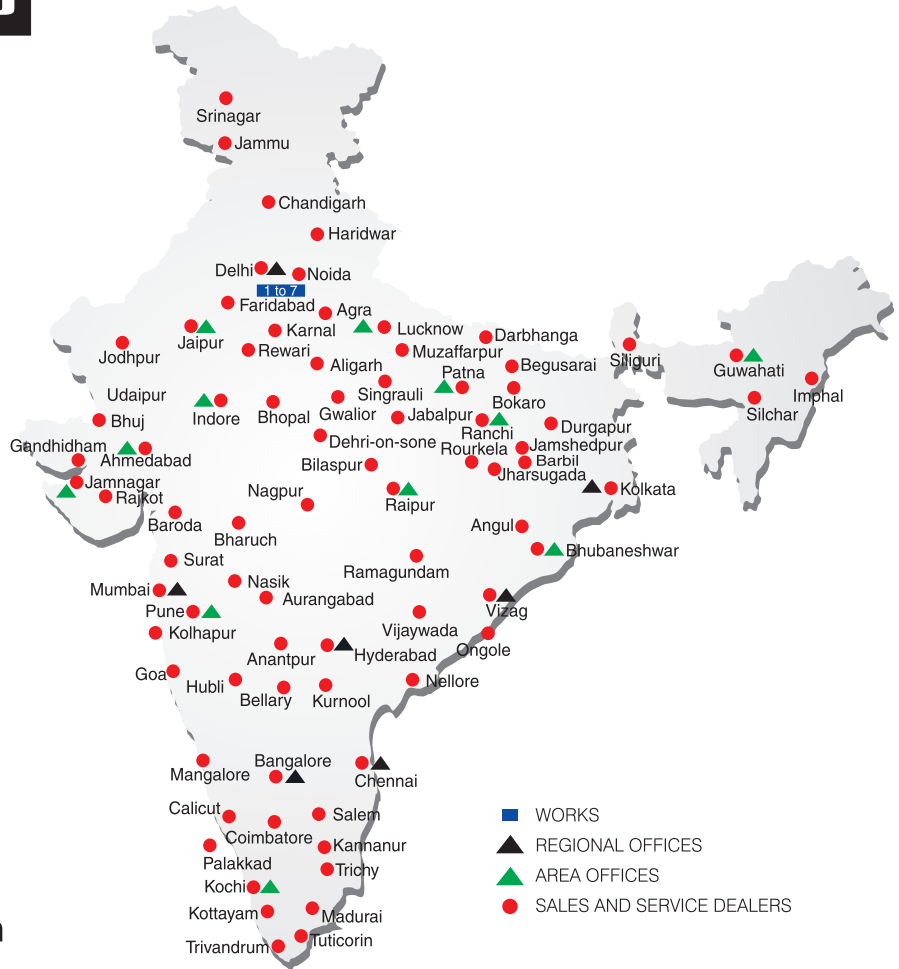 Srinagar
Jammu
Chandigarh
Haridwar
Delhi
Noida
1 to 7
Faridabad
Agra
Jaipur
Karnal
Lucknow
Darbhanga
Jodhpur
Rewari
Muzaffarpur
Siliguri
Guwahati
Aligarh
Patna
Begusarai
Udaipur
Singrauli
Imphal
Bhuj
Indore
Bhopal
Gwalior
Jabalpur
Bokaro
Silchar
Gandhidham
Ahmedabad
Dehri-on-sone
Ranchi
Durgapur
Rourkela
Jamshedpur
Jamnagar
Bilaspur
Barbil
Jharsugada
Rajkot
Nagpur
Raipur
Kolkata
Baroda
Bharuch
Angul
Surat
Bhubaneshwar
Ramagundam
Mumbai
Nasik
Aurangabad
Pune
Vizag
Kolhapur
Vijaywada
Anantpur
Hyderabad
Ongole
Goa
Hubli
Bellary
Kurnool
Nellore
Mangalore
Bangalore
Chennai
Calicut
Salem
WORKS
Coimbatore
Kannanur
REGIONAL OFFICES
Palakkad
Trichy
AREA OFFICES
Kochi
SALES AND SERVICE DEALERS
Kottayam
Madurai
Trivandrum
Tuticorin